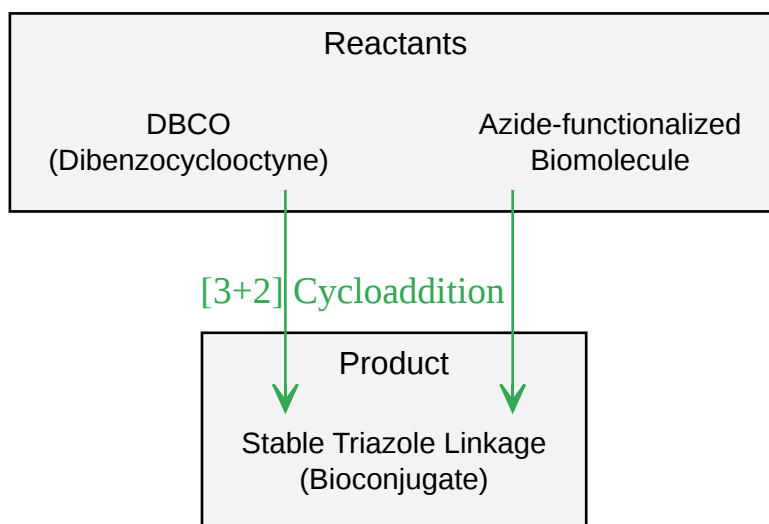 Reactants
DBCO
(Dibenzocyclooctyne)
Azide-functionalized
Biomolecule
[3+2] Cycloaddition
Product
Stable Triazole Linkage
(Bioconjugate)